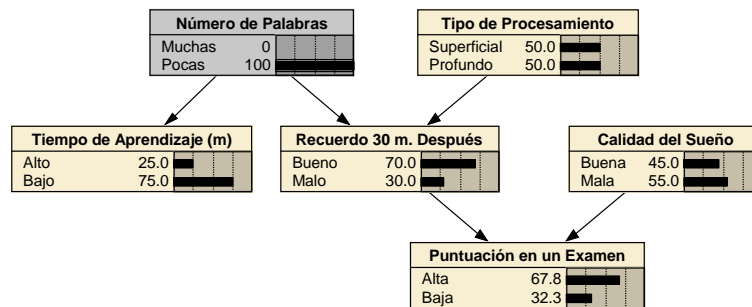 Número de Palabras
Muchas 0
Pocas 100
Tipo de Procesamiento
Superficial 50.0
Profundo 50.0
Tiempo de Aprendizaje (m)
Alto 25.0
Bajo 75.0
Recuerdo 30 m. Después
Bueno 70.0
Malo 30.0
Calidad del Sueño
Buena 45.0
Mala 55.0
Puntuación en un Examen
Alta 67.8
Baja 32.3